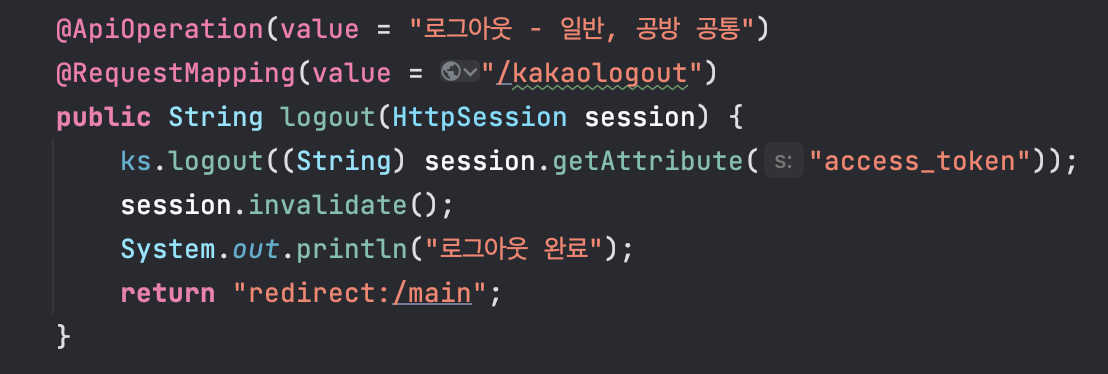 @ApiOperation(value = "로그아웃 - 일반, 공방 공통")
@RequestMapping(value = "/kakaologout")
public String logout(HttpSession session) {
ks.logout((String) session.getAttribute( s: "access_token"));
session.invalidate();
System.out.println("로그아웃 완료");
return "redirect:/main";
}